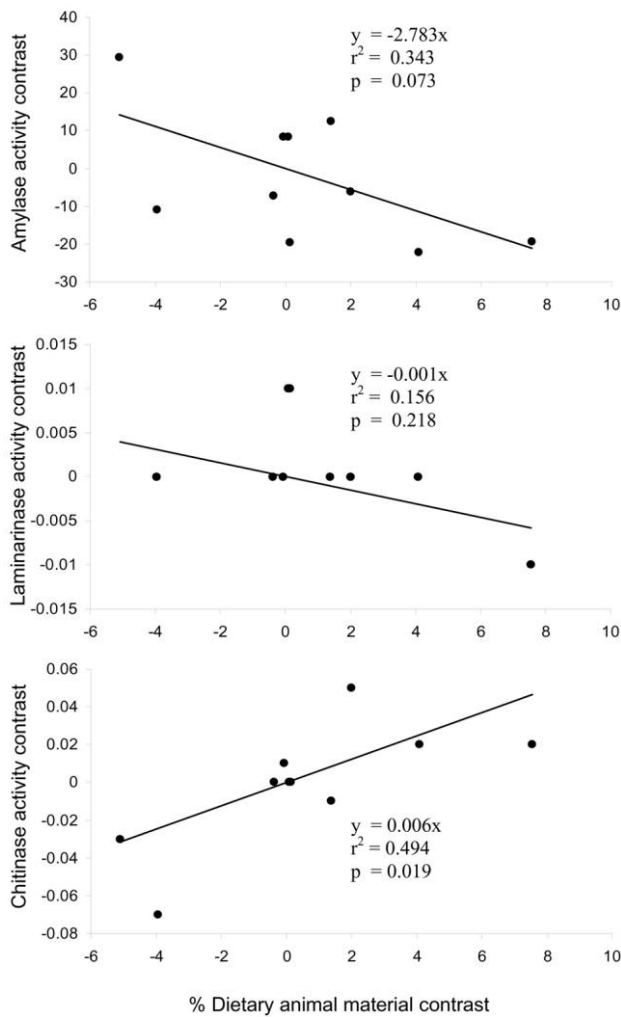 Amylase activity contrast
40
30
20
10
0
-10
-20
-30
y = -2.783x
r² = 0.343
p = 0.073
-6 -4 -2 0 2 4 6 8 10
Laminarinase activity contrast
0.015
0.01
0.005
0
-0.005
-0.01
-0.015
y = -0.001x
r² = 0.156
p = 0.218
-6 -4 -2 0 2 4 6 8 10
Chitinase activity contrast
0.06
0.04
0.02
0
-0.02
-0.04
-0.06
-0.08
y = 0.006x
r² = 0.494
p = 0.019
-6 -4 -2 0 2 4 6 8 10
% Dietary animal material contrast